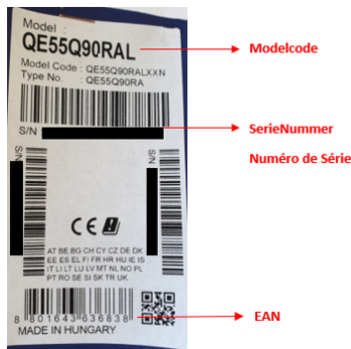 Model :
QE55Q90RAL
Modelcode
Model Code : QE55Q90RALXXN
Type No. : QE55Q90RA
S/N
SerieNummer
Numéro de Série
S/N
S/N
CE
AT BE BG CH CY CZ DE DK
EE ES EL FI FR HR HU IE IS
IT LI LT LU LV MT NL NO PL
PT RO SE SI SK TR UK
8 801643 636838
EAN
MADE IN HUNGARY